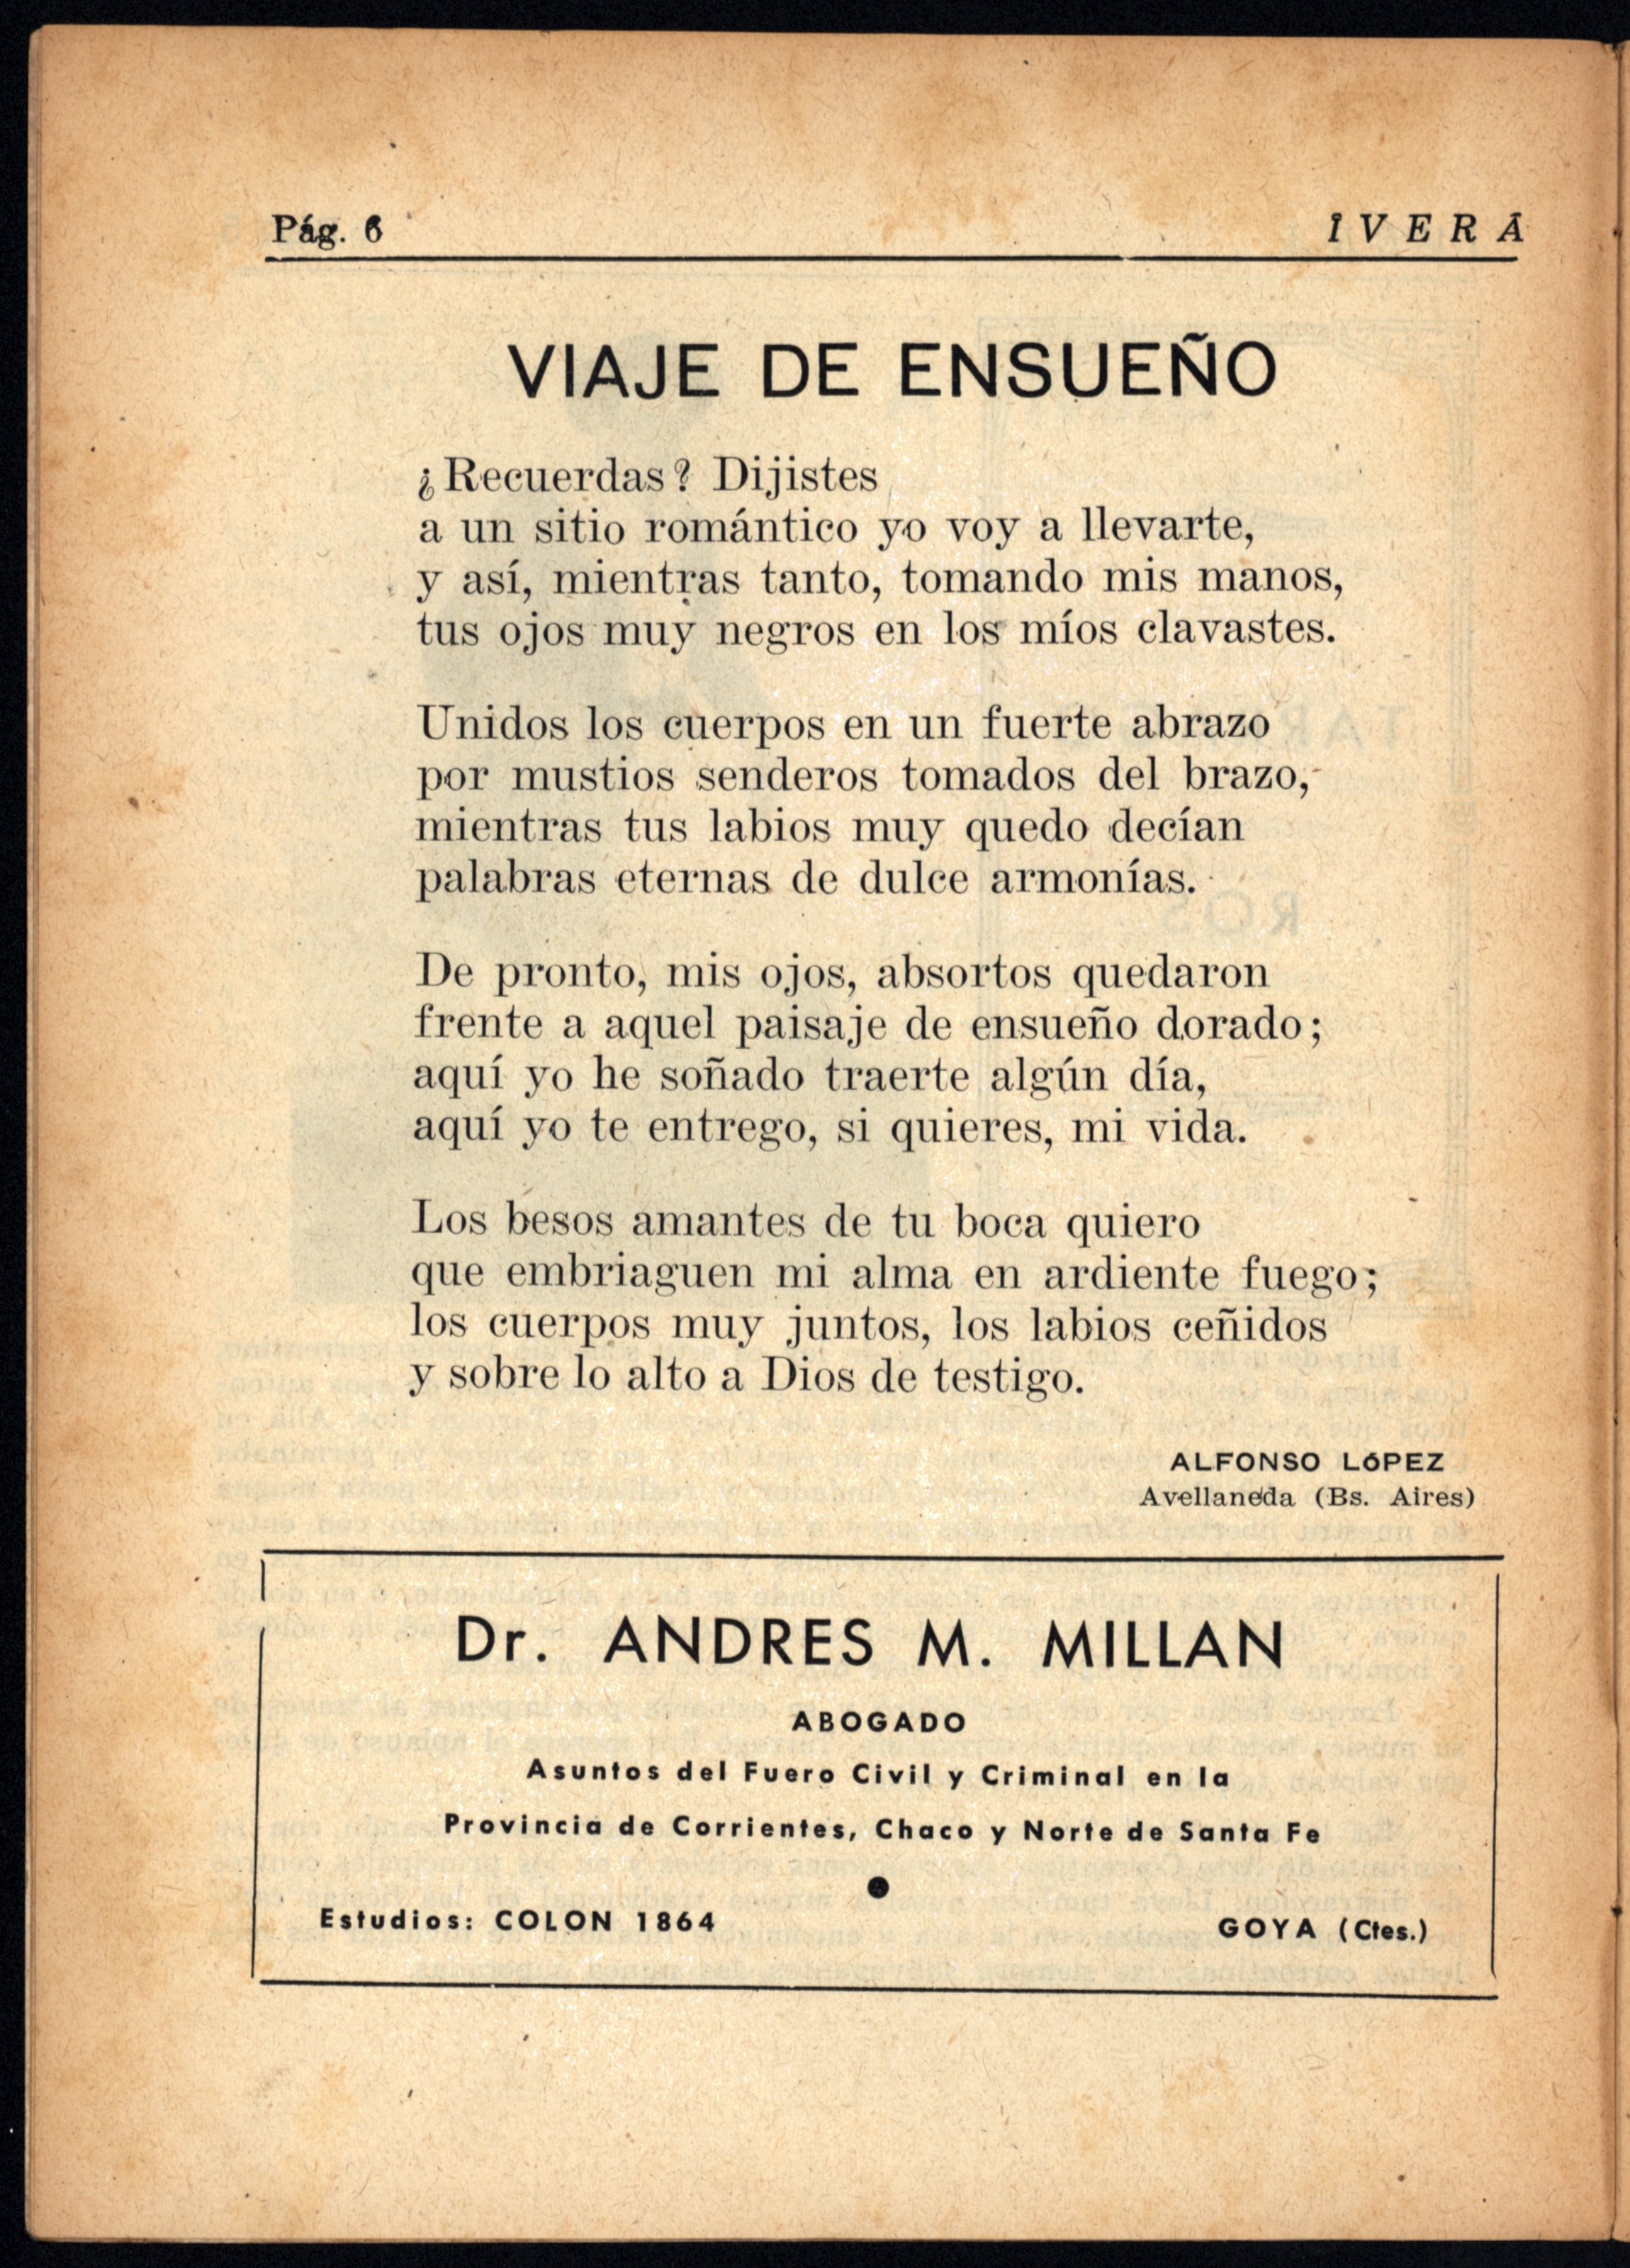 Pág. 6
IVERÁ
VIAJE DE ENSUEÑO
¿Recuerdas? Dijistes
a un sitio romántico yo voy a llevarte,
y así, mientras tanto, tomando mis manos,
tus ojos muy negros en los míos clavastes.
Unidos los cuerpos en un fuerte abrazo
por mustios senderos tomados del brazo,
mientras tus labios muy quedo decían
palabras eternas de dulce armonías.
De pronto, mis ojos, absortos quedaron
frente a aquel paisaje de ensueño dorado;
aquí yo he soñado traerte algún día,
aquí yo te entrego, si quieres, mi vida.
Los besos amantes de tu boca quiero
que embriaguen mi alma en ardiente fuego;
los cuerpos muy juntos, los labios ceñidos
y sobre lo alto a Dios de testigo.
ALFONSO LóPEZ
Avellaneda (Bs. Aires)
Dr. ANDRES M. MILLAN
ABOGADO
Asuntos del Fuero Civil y Criminal en la
Provincia de Corrientes, Chaco y Norte de Santa Fe
Estudios: COLON 1864
GOYA (Ctes.)